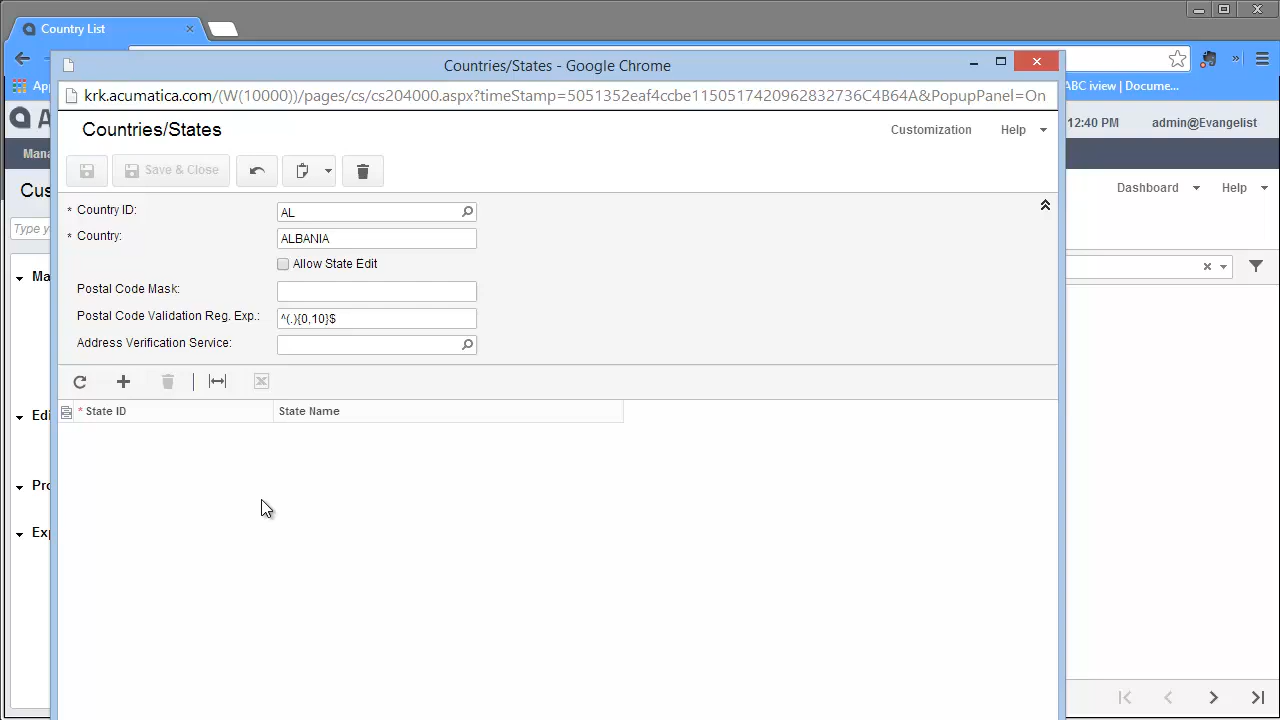 Country List
Countries/States - Google Chrome
ABC iview | Docume...
krk.acumatica.com/(W(10000))/pages/cs/cs204000.aspx?timeStamp=5051352eaf4ccbe1150517420962832736C4B64A&PopupPanel=On
12:40 PM
admin@Evangelist
Countries/States
Customization
Help
Dashboard
Help
Save & Close
* Country ID:
AL
* Country:
ALBANIA
Allow State Edit
Postal Code Mask:
Postal Code Validation Reg. Exp.:
^(.){0,10}$
Address Verification Service:
* State ID
State Name